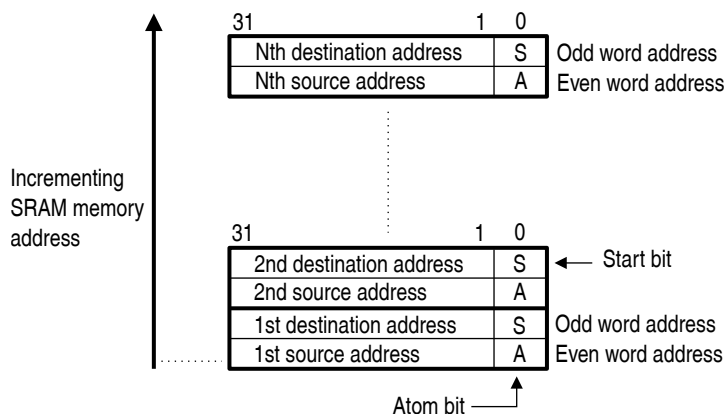 31 1 0
Nth destination address S Odd word address
Nth source address A Even word address
Incrementing
SRAM memory
address
31 1 0
2nd destination address S Start bit
2nd source address A
1st destination address S Odd word address
1st source address A Even word address
Atom bit